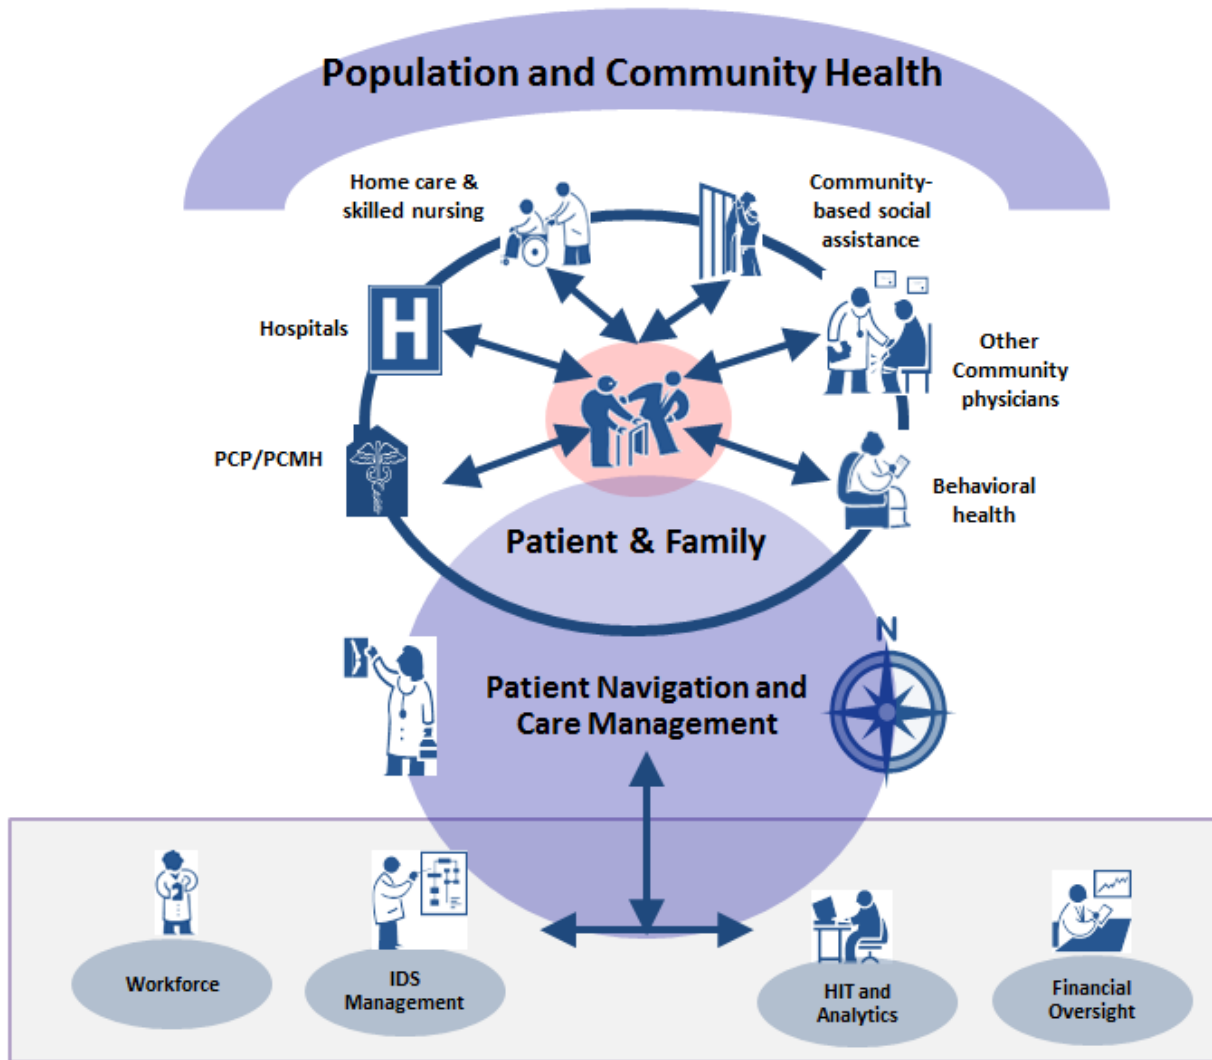 Population and Community Health
Home care &
skilled nursing
Community-
based social
assistance
Hospitals
H
Other
Community
physicians
PCP/PCMH
Behavioral
health
Patient & Family
N
Patient Navigation and
Care Management
Workforce
IDS
Management
HIT and
Analytics
Financial
Oversight